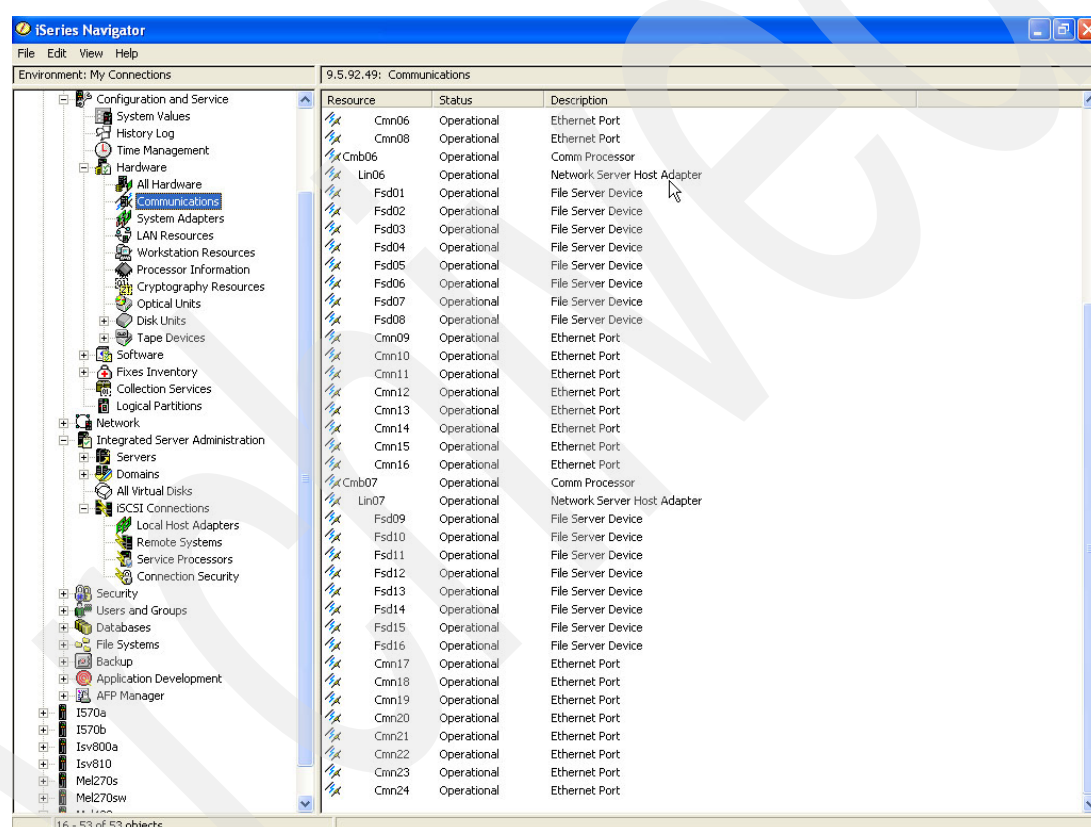 iSeries Navigator
File Edit View Help
Environment: My Connections
9.5.92.49: Communications
Configuration and Service
System Values
History Log
Time Management
Hardware
All Hardware
Communications
System Adapters
LAN Resources
Workstation Resources
Processor Information
Cryptography Resources
Optical Units
Disk Units
Tape Devices
Software
Fixes Inventory
Collection Services
Logical Partitions
Network
Integrated Server Administration
Servers
Domains
All Virtual Disks
iSCSI Connections
Local Host Adapters
Remote Systems
Service Processors
Connection Security
Security
Users and Groups
Databases
File Systems
Backup
Application Development
AFP Manager
I570a
I570b
Isv800a
Isv810
Mel270s
Mel270sw
Resource Status Description
Cmn06 Operational Ethernet Port
Cmn08 Operational Ethernet Port
Cmb06 Operational Comm Processor
Lin06 Operational Network Server Host Adapter
Fsd01 Operational File Server Device
Fsd02 Operational File Server Device
Fsd03 Operational File Server Device
Fsd04 Operational File Server Device
Fsd05 Operational File Server Device
Fsd06 Operational File Server Device
Fsd07 Operational File Server Device
Fsd08 Operational File Server Device
Cmn09 Operational Ethernet Port
Cmn10 Operational Ethernet Port
Cmn11 Operational Ethernet Port
Cmn12 Operational Ethernet Port
Cmn13 Operational Ethernet Port
Cmn14 Operational Ethernet Port
Cmn15 Operational Ethernet Port
Cmn16 Operational Ethernet Port
Cmb07 Operational Comm Processor
Lin07 Operational Network Server Host Adapter
Fsd09 Operational File Server Device
Fsd10 Operational File Server Device
Fsd11 Operational File Server Device
Fsd12 Operational File Server Device
Fsd13 Operational File Server Device
Fsd14 Operational File Server Device
Fsd15 Operational File Server Device
Fsd16 Operational File Server Device
Cmn17 Operational Ethernet Port
Cmn18 Operational Ethernet Port
Cmn19 Operational Ethernet Port
Cmn20 Operational Ethernet Port
Cmn21 Operational Ethernet Port
Cmn22 Operational Ethernet Port
Cmn23 Operational Ethernet Port
Cmn24 Operational Ethernet Port
16 - 53 of 53 objects